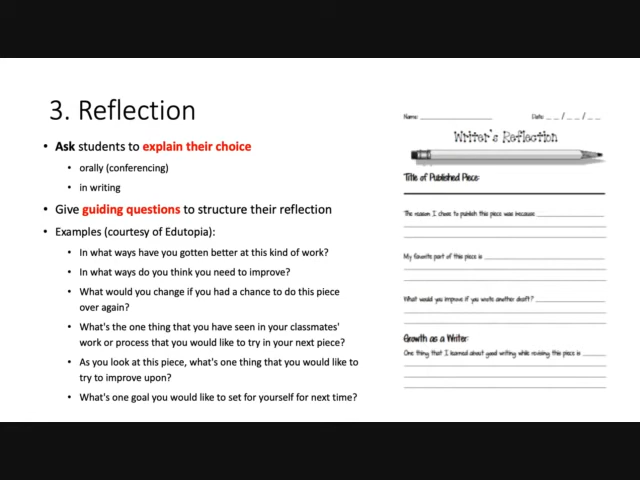 3. Reflection
• Ask students to explain their choice
• orally (conferencing)
• in writing
• Give guiding questions to structure their reflection
• Examples (courtesy of Edutopia):
• In what ways have you gotten better at this kind of work?
• In what ways do you think you need to improve?
• What would you change if you had a chance to do this piece
over again?
• What's the one thing that you have seen in your classmates'
work or process that you would like to try in your next piece?
• As you look at this piece, what's one thing that you would like to
try to improve upon?
• What's one goal you would like to set for yourself for next time?
Name: ____________ Date: __/__/__
Writer's Reflection
Title of Published Piece:
The reason I chose to publish this piece was because ____________
My favorite part of this piece is ____________
What would you improve if you wrote another draft? ____________
Growth as a Writer:
One thing that I learned about good writing while revising this piece is ______